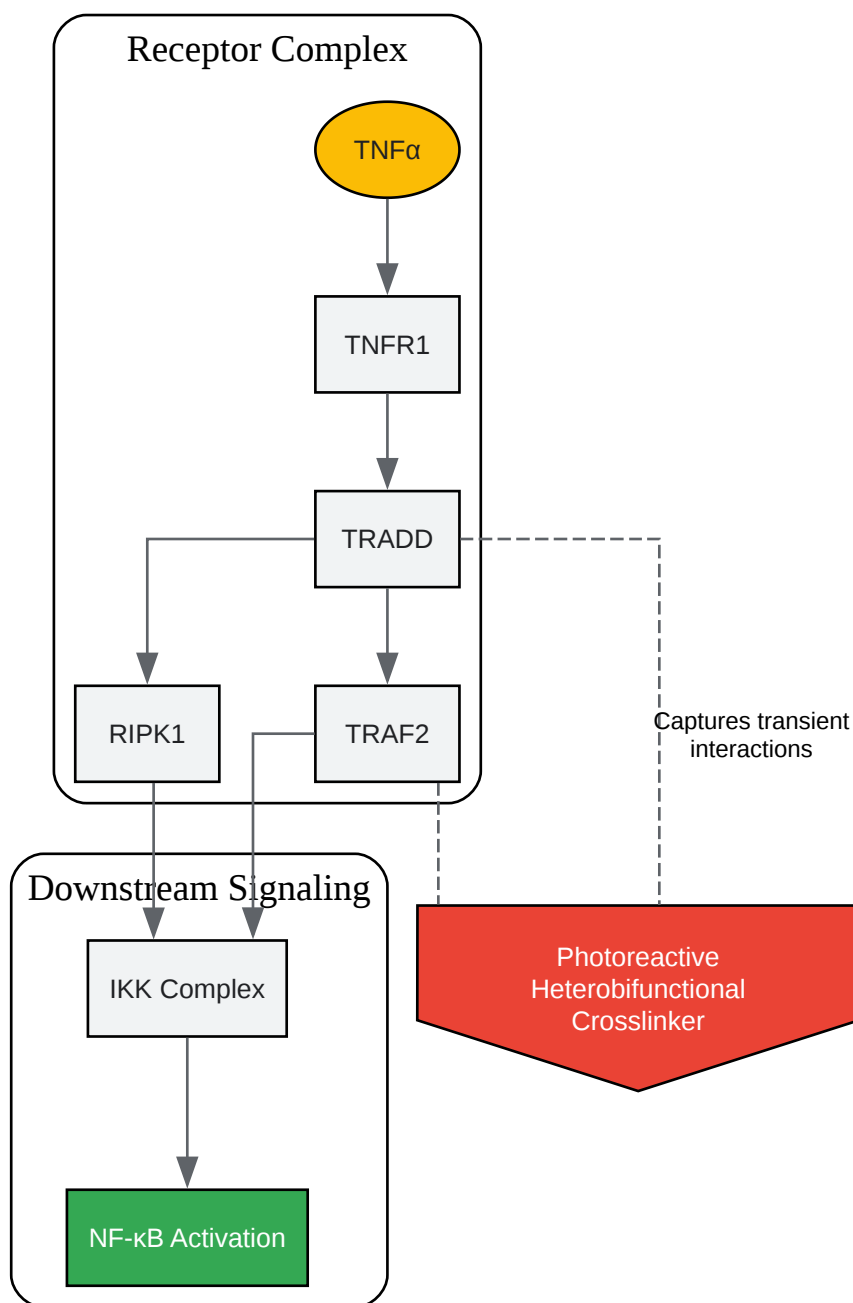 Receptor Complex
TNFα
TNFR1
TRADD
RIPK1
TRAF2
Captures transient
interactions
Downstream Signaling
IKK Complex
Photoreactive
Heterobifunctional
Crosslinker
NF-κB Activation